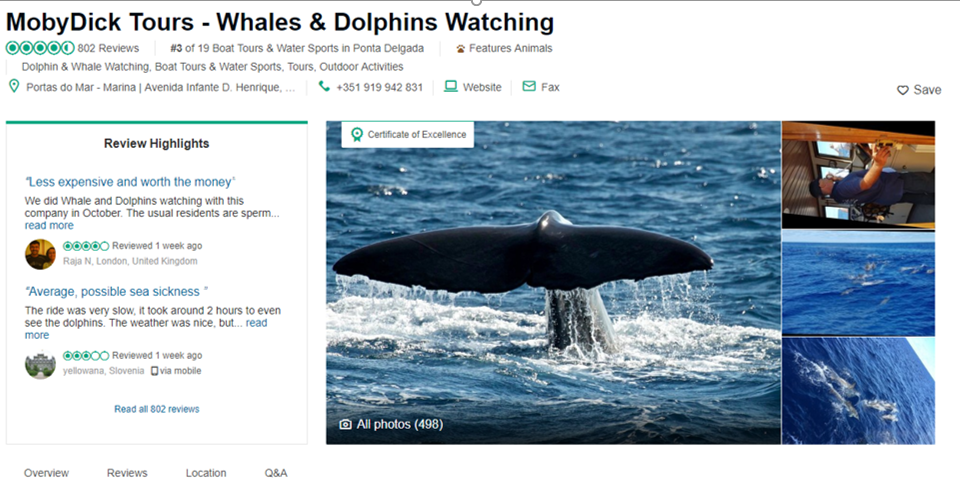 MobyDick Tours - Whales & Dolphins Watching
802 Reviews #3 of 19 Boat Tours & Water Sports in Ponta Delgada Features Animals
Dolphin & Whale Watching, Boat Tours & Water Sports, Tours, Outdoor Activities
Portas do Mar - Marina | Avenida Infante D. Henrique, ... +351 919 942 831 Website Fax
Save
Certificate of Excellence
Review Highlights
"Less expensive and worth the money"
We did Whale and Dolphins watching with this
company in October. The usual residents are sperm...
read more
Reviewed 1 week ago
Raja N, London, United Kingdom
"Average, possible sea sickness "
The ride was very slow, it took around 2 hours to even
see the dolphins. The weather was nice, but... read
more
Reviewed 1 week ago
yellowana, Slovenia via mobile
Read all 802 reviews
All photos (498)
Overview Reviews Location Q&A